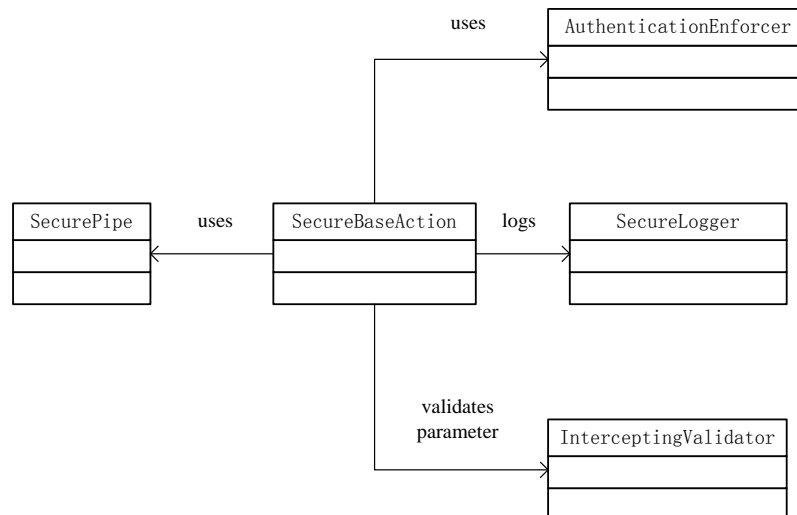 uses
AuthenticationEnforcer
SecurePipe
uses
SecureBaseAction
logs
SecureLogger
validates
parameter
InterceptingValidator